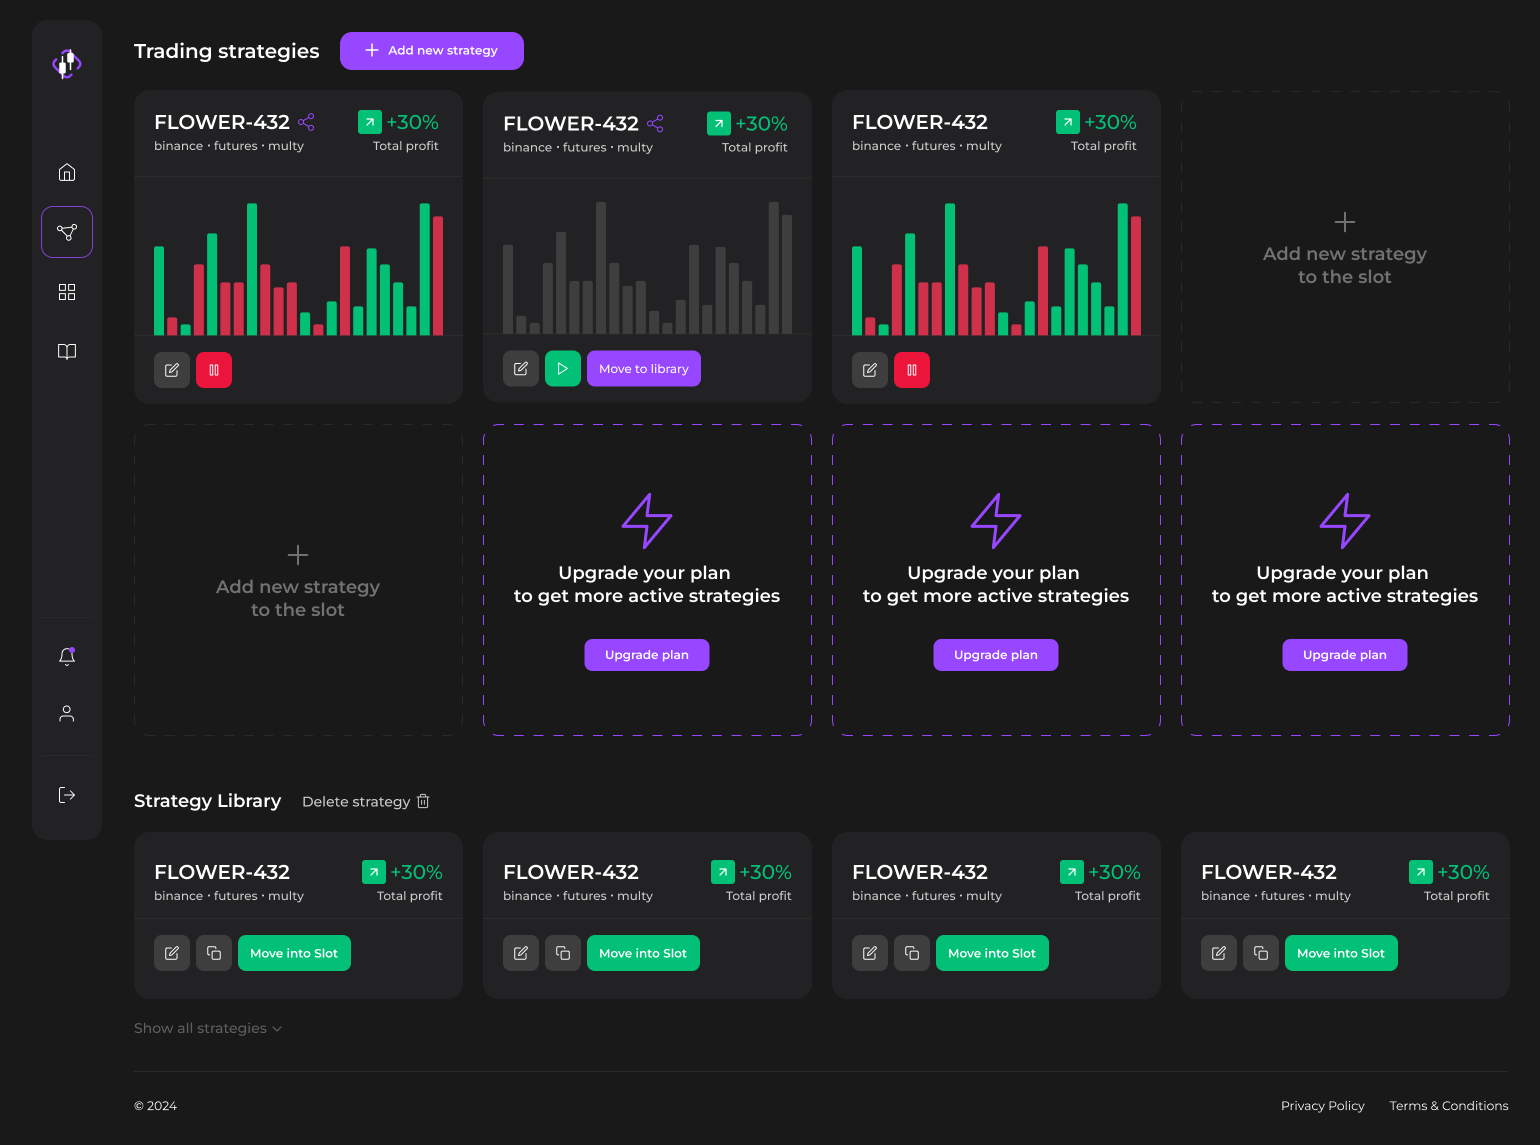 Trading strategies
Add new strategy
FLOWER-432
+30%
binance • futures • multy
Total profit
FLOWER-432
+30%
binance • futures • multy
Total profit
Move to library
FLOWER-432
+30%
binance • futures • multy
Total profit
Add new strategy
to the slot
Add new strategy
to the slot
Upgrade your plan
to get more active strategies
Upgrade plan
Upgrade your plan
to get more active strategies
Upgrade plan
Upgrade your plan
to get more active strategies
Upgrade plan
Strategy Library
Delete strategy
FLOWER-432
+30%
binance • futures • multy
Total profit
Move into Slot
FLOWER-432
+30%
binance • futures • multy
Total profit
Move into Slot
FLOWER-432
+30%
binance • futures • multy
Total profit
Move into Slot
FLOWER-432
+30%
binance • futures • multy
Total profit
Move into Slot
Show all strategies
© 2024
Privacy Policy
Terms & Conditions